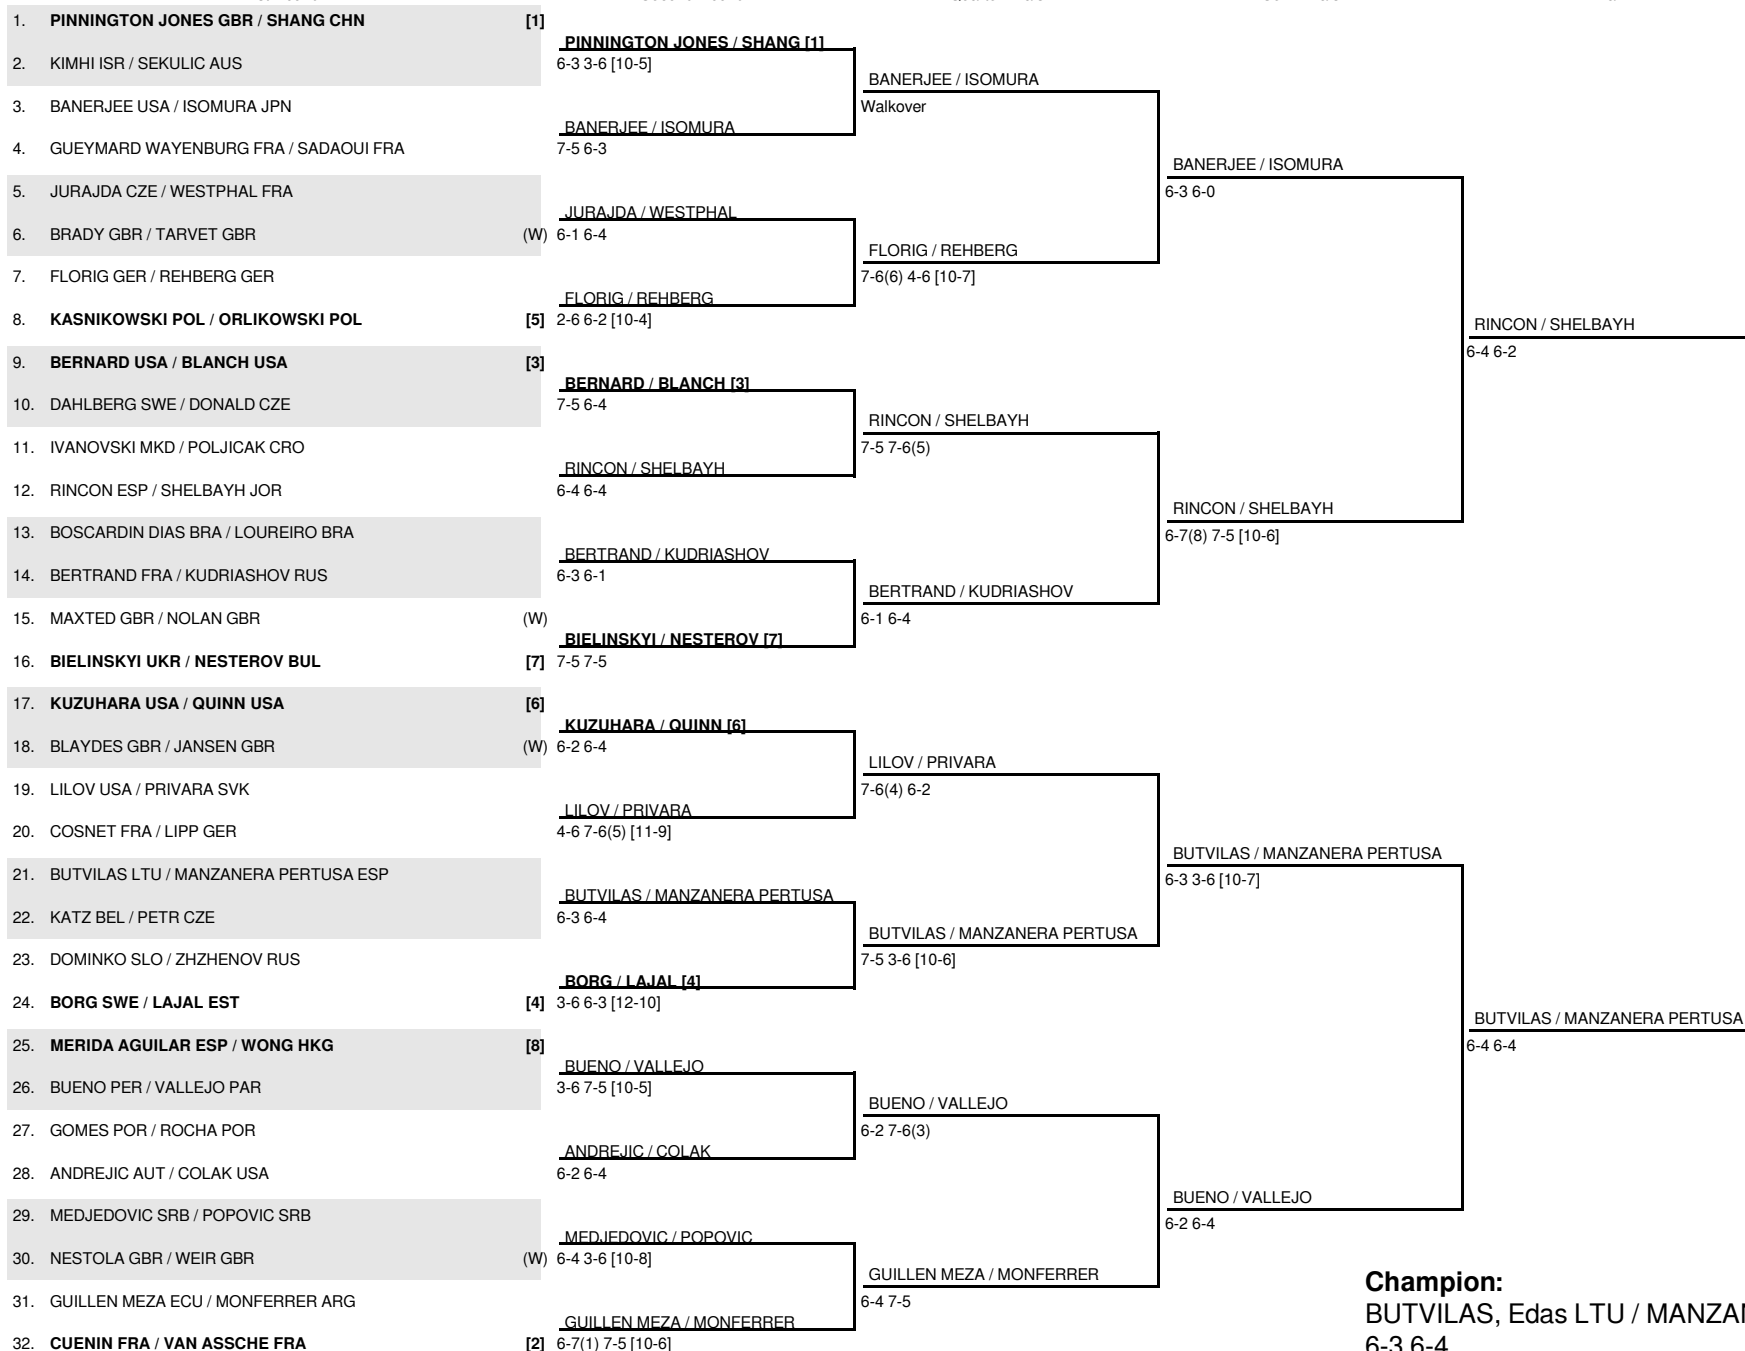 1. PINNINGTON JONES GBR / SHANG CHN [1]
2. KIMHI ISR / SEKULIC AUS
3. BANERJEE USA / ISOMURA JPN
4. GUEYMARD WAYENBURG FRA / SADAOUI FRA
5. JURAJDA CZE / WESTPHAL FRA
6. BRADY GBR / TARVET GBR (W)
7. FLORIG GER / REHBERG GER
8. KASNIKOWSKI POL / ORLIKOWSKI POL [5]
9. BERNARD USA / BLANCH USA [3]
10. DAHLBERG SWE / DONALD CZE
11. IVANOVSKI MKD / POLJICAK CRO
12. RINCON ESP / SHELBAYH JOR
13. BOSCARDIN DIAS BRA / LOUREIRO BRA
14. BERTRAND FRA / KUDRIASHOV RUS
15. MAXTED GBR / NOLAN GBR (W)
16. BIELINSKYI UKR / NESTEROV BUL [7]
17. KUZUHARA USA / QUINN USA [6]
18. BLAYDES GBR / JANSEN GBR (W)
19. LILOV USA / PRIVARA SVK
20. COSNET FRA / LIPP GER
21. BUTVILAS LTU / MANZANERA PERTUSA ESP
22. KATZ BEL / PETR CZE
23. DOMINKO SLO / ZHZHENOV RUS
24. BORG SWE / LAJAL EST [4]
25. MERIDA AGUILAR ESP / WONG HKG [8]
26. BUENO PER / VALLEJO PAR
27. GOMES POR / ROCHA POR
28. ANDREJIC AUT / COLAK USA
29. MEDJEDOVIC SRB / POPOVIC SRB
30. NESTOLA GBR / WEIR GBR (W)
31. GUILLEN MEZA ECU / MONFERRER ARG
32. CUENIN FRA / VAN ASSCHE FRA [2]
PINNINGTON JONES / SHANG [1]
6-3 3-6 [10-5]
BANERJEE / ISOMURA
7-5 6-3
JURAJDA / WESTPHAL
6-1 6-4
FLORIG / REHBERG
2-6 6-2 [10-4]
BERNARD / BLANCH [3]
7-5 6-4
RINCON / SHELBAYH
6-4 6-4
BERTRAND / KUDRIASHOV
6-3 6-1
BIELINSKYI / NESTEROV [7]
7-5 7-5
KUZUHARA / QUINN [6]
6-2 6-4
LILOV / PRIVARA
4-6 7-6(5) [11-9]
BUTVILAS / MANZANERA PERTUSA
6-3 6-4
BORG / LAJAL [4]
3-6 6-3 [12-10]
BUENO / VALLEJO
3-6 7-5 [10-5]
ANDREJIC / COLAK
6-2 6-4
MEDJEDOVIC / POPOVIC
6-4 3-6 [10-8]
GUILLEN MEZA / MONFERRER
6-7(1) 7-5 [10-6]
BANERJEE / ISOMURA
Walkover
FLORIG / REHBERG
7-6(6) 4-6 [10-7]
RINCON / SHELBAYH
7-5 7-6(5)
BERTRAND / KUDRIASHOV
6-1 6-4
LILOV / PRIVARA
7-6(4) 6-2
BUTVILAS / MANZANERA PERTUSA
7-5 3-6 [10-6]
BUENO / VALLEJO
6-2 7-6(3)
GUILLEN MEZA / MONFERRER
6-4 7-5
BANERJEE / ISOMURA
6-3 6-0
RINCON / SHELBAYH
6-7(8) 7-5 [10-6]
BUTVILAS / MANZANERA PERTUSA
6-3 3-6 [10-7]
BUENO / VALLEJO
6-2 6-4
RINCON / SHELBAYH
6-4 6-2
BUTVILAS / MANZANERA PERTUSA
6-4 6-4
Champion:
BUTVILAS, Edas LTU / MANZAN
6-3 6-4